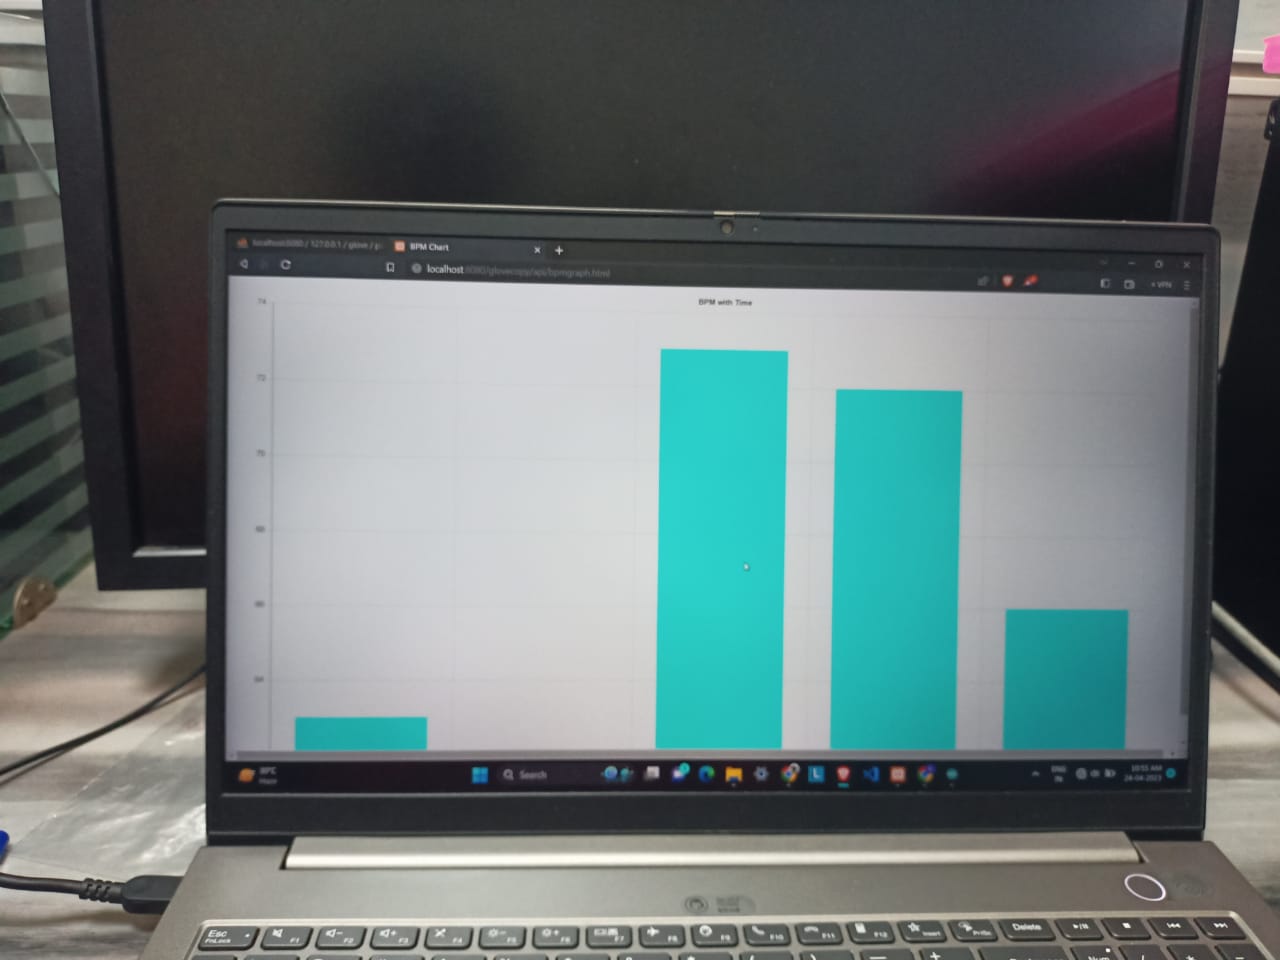 localhost:8080 / 127.0.0.1 / glove / p
BPM Chart
localhost:8080/glovecopy/api/bpmgraph.html
VPN
BPM with Time
74
72
70
68
66
64
Search
ENG
IN
10:55 AM
24-04-2023
Esc
FnLock
F1
F2
F3
F4
F5
F6
F7
F8
F9
F10
F11
F12
Insert
PrtSc
Delete